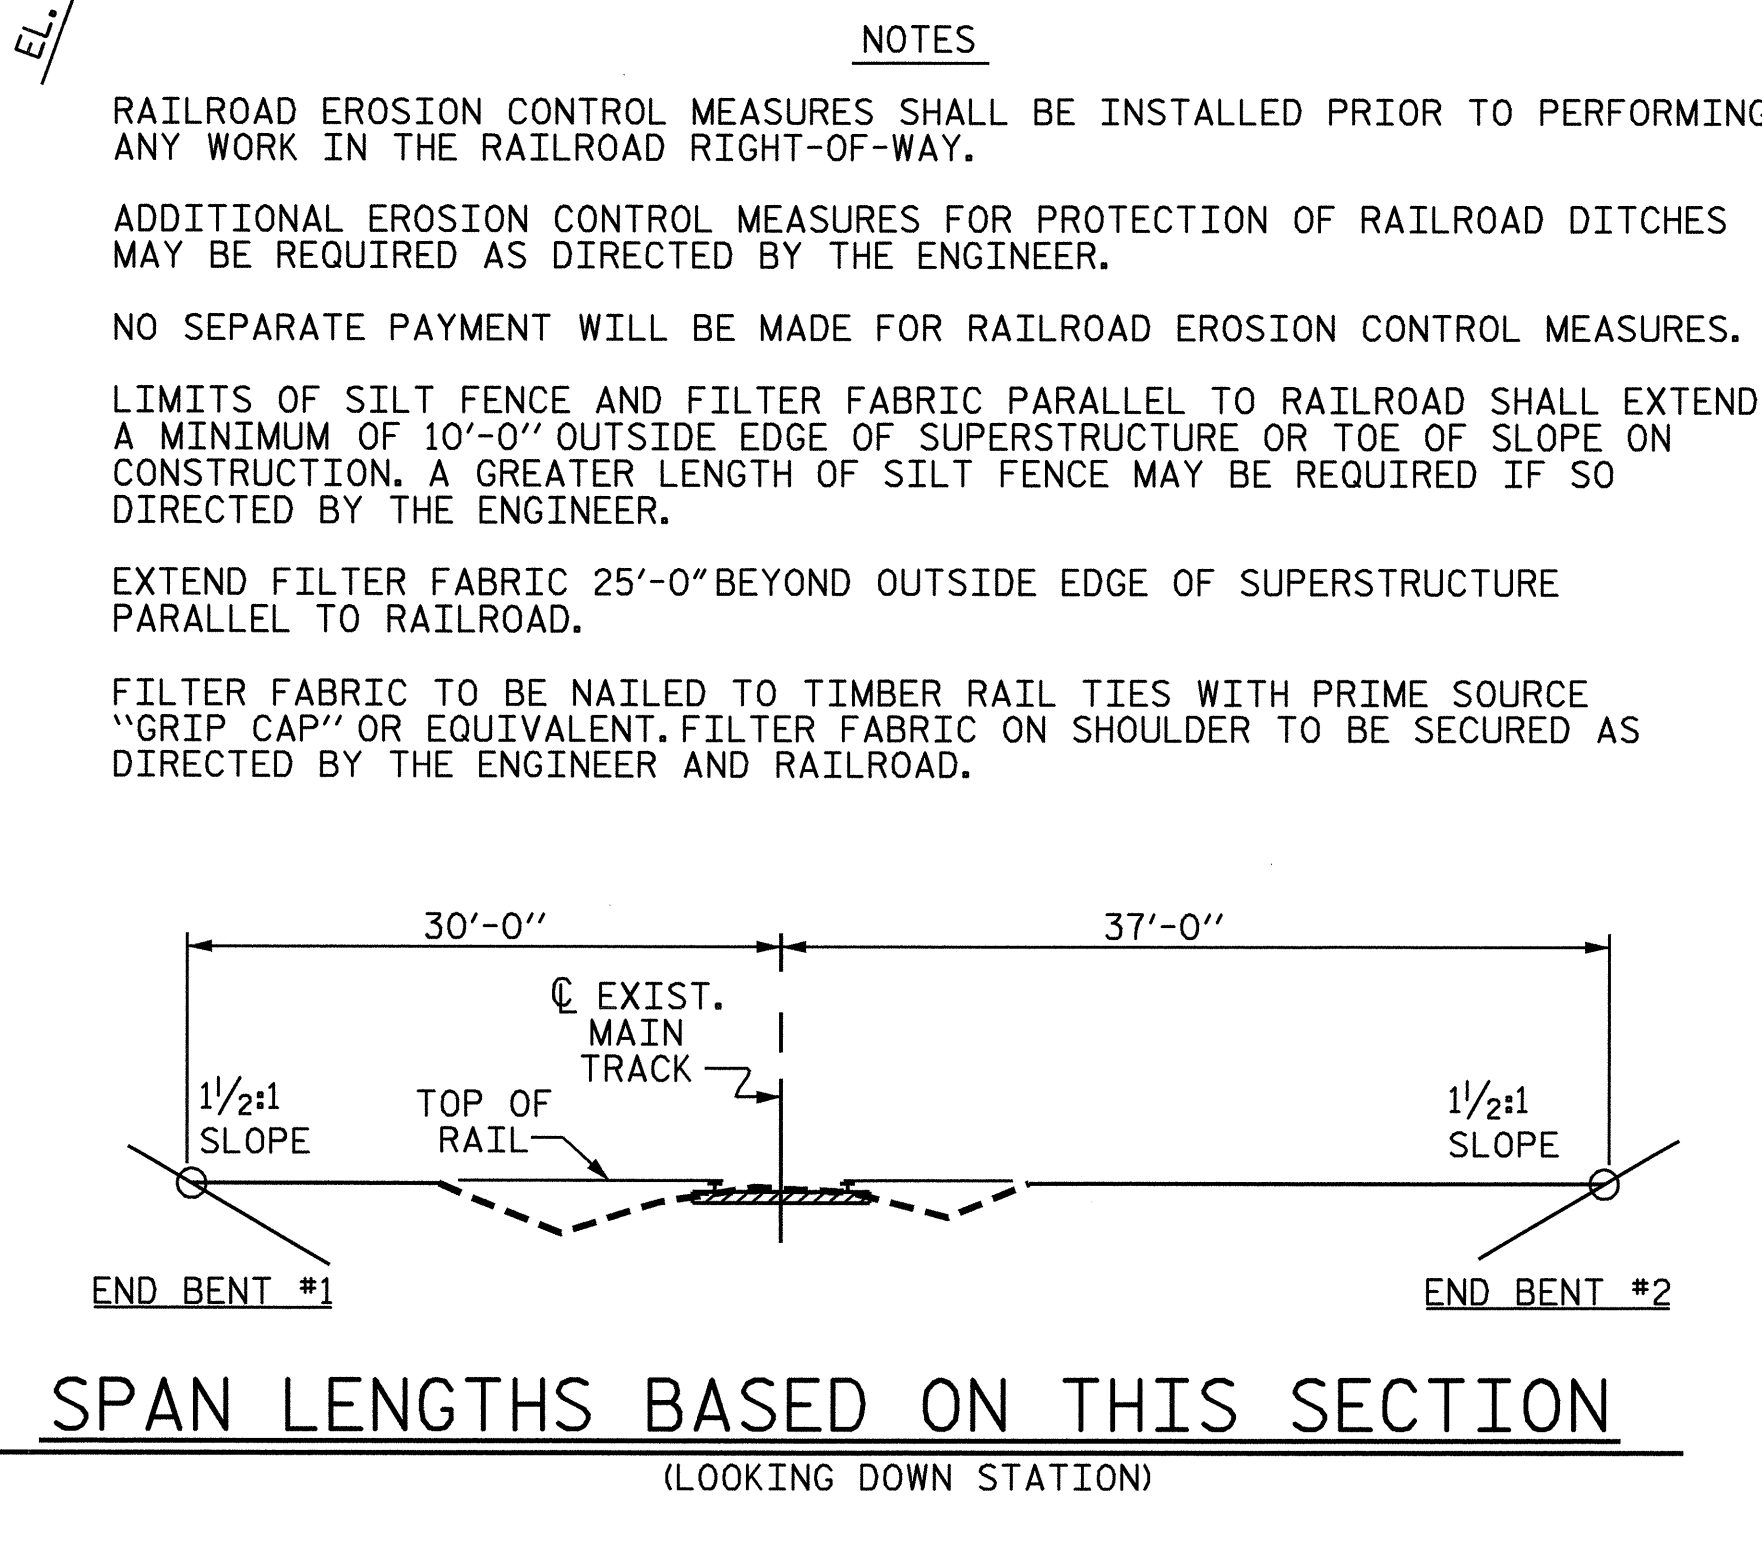 EL.
NOTES
RAILROAD EROSION CONTROL MEASURES SHALL BE INSTALLED PRIOR TO PERFORMING
ANY WORK IN THE RAILROAD RIGHT-OF-WAY.
ADDITIONAL EROSION CONTROL MEASURES FOR PROTECTION OF RAILROAD DITCHES
MAY BE REQUIRED AS DIRECTED BY THE ENGINEER.
NO SEPARATE PAYMENT WILL BE MADE FOR RAILROAD EROSION CONTROL MEASURES.
LIMITS OF SILT FENCE AND FILTER FABRIC PARALLEL TO RAILROAD SHALL EXTEND
A MINIMUM OF 10'-0" OUTSIDE EDGE OF SUPERSTRUCTURE OR TOE OF SLOPE ON
CONSTRUCTION. A GREATER LENGTH OF SILT FENCE MAY BE REQUIRED IF SO
DIRECTED BY THE ENGINEER.
EXTEND FILTER FABRIC 25'-0" BEYOND OUTSIDE EDGE OF SUPERSTRUCTURE
PARALLEL TO RAILROAD.
FILTER FABRIC TO BE NAILED TO TIMBER RAIL TIES WITH PRIME SOURCE
"GRIP CAP" OR EQUIVALENT. FILTER FABRIC ON SHOULDER TO BE SECURED AS
DIRECTED BY THE ENGINEER AND RAILROAD.
30'-0"
37'-0"
℄ EXIST.
MAIN
TRACK
1 1/2:1
SLOPE
TOP OF
RAIL
1 1/2:1
SLOPE
END BENT #1
END BENT #2
SPAN LENGTHS BASED ON THIS SECTION
(LOOKING DOWN STATION)